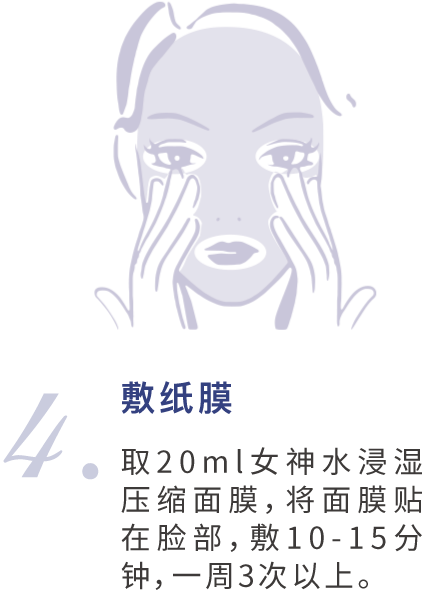 4.
敷纸膜
取20ml女神水浸湿
压缩面膜，将面膜贴
在脸部，敷10-15分
钟，一周3次以上。